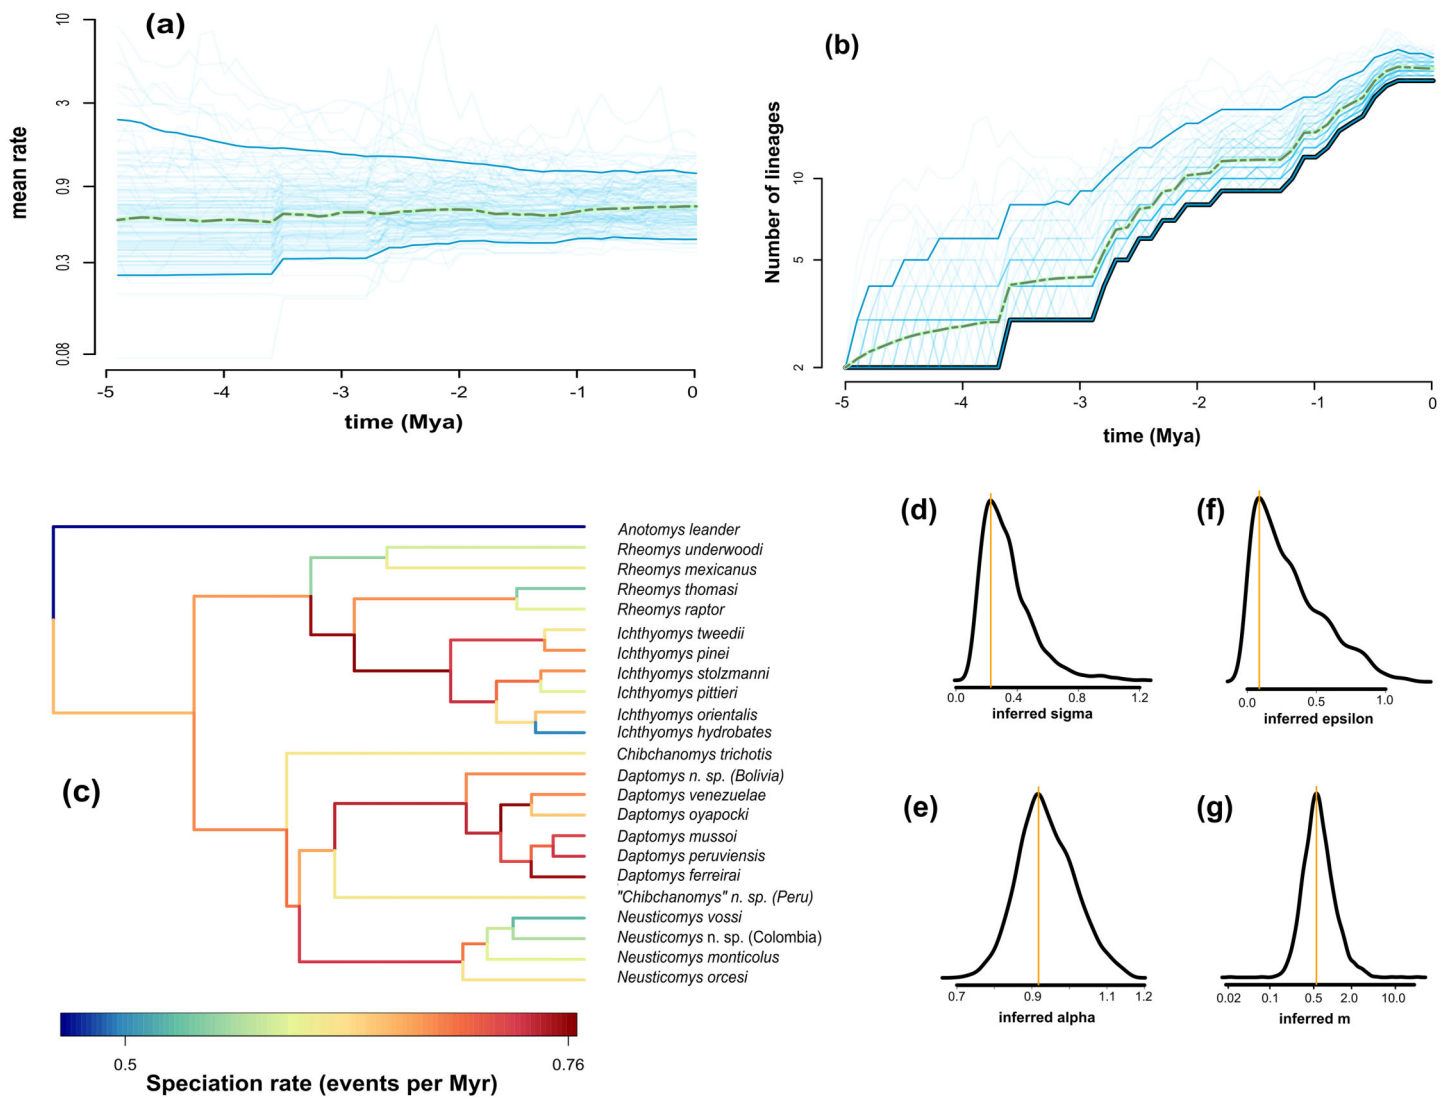 (a)
10
3
0.9
0.3
0.08
mean rate
-5 -4 -3 -2 -1 0
time (Mya)
(b)
10
5
2
Number of lineages
-5 -4 -3 -2 -1 0
time (Mya)
(c)
Anotomys leander
Rheomys underwoodi
Rheomys mexicanus
Rheomys thomasi
Rheomys raptor
Ichthyomys tweedii
Ichthyomys pinei
Ichthyomys stolzmanni
Ichthyomys pittieri
Ichthyomys orientalis
Ichthyomys hydrobates
Chibchanomys trichotis
Daptomys n. sp. (Bolivia)
Daptomys venezuelae
Daptomys oyapocki
Daptomys mussoi
Daptomys peruviensis
Daptomys ferreirai
"Chibchanomys" n. sp. (Peru)
Neusticomys vossi
Neusticomys n. sp. (Colombia)
Neusticomys monticolus
Neusticomys orcesi
0.5 0.76
Speciation rate (events per Myr)
(d)
0.0 0.4 0.8 1.2
inferred sigma
(f)
0.0 0.5 1.0
inferred epsilon
(e)
0.7 0.9 1.1 1.2
inferred alpha
(g)
0.02 0.1 0.5 2.0 10.0
inferred m